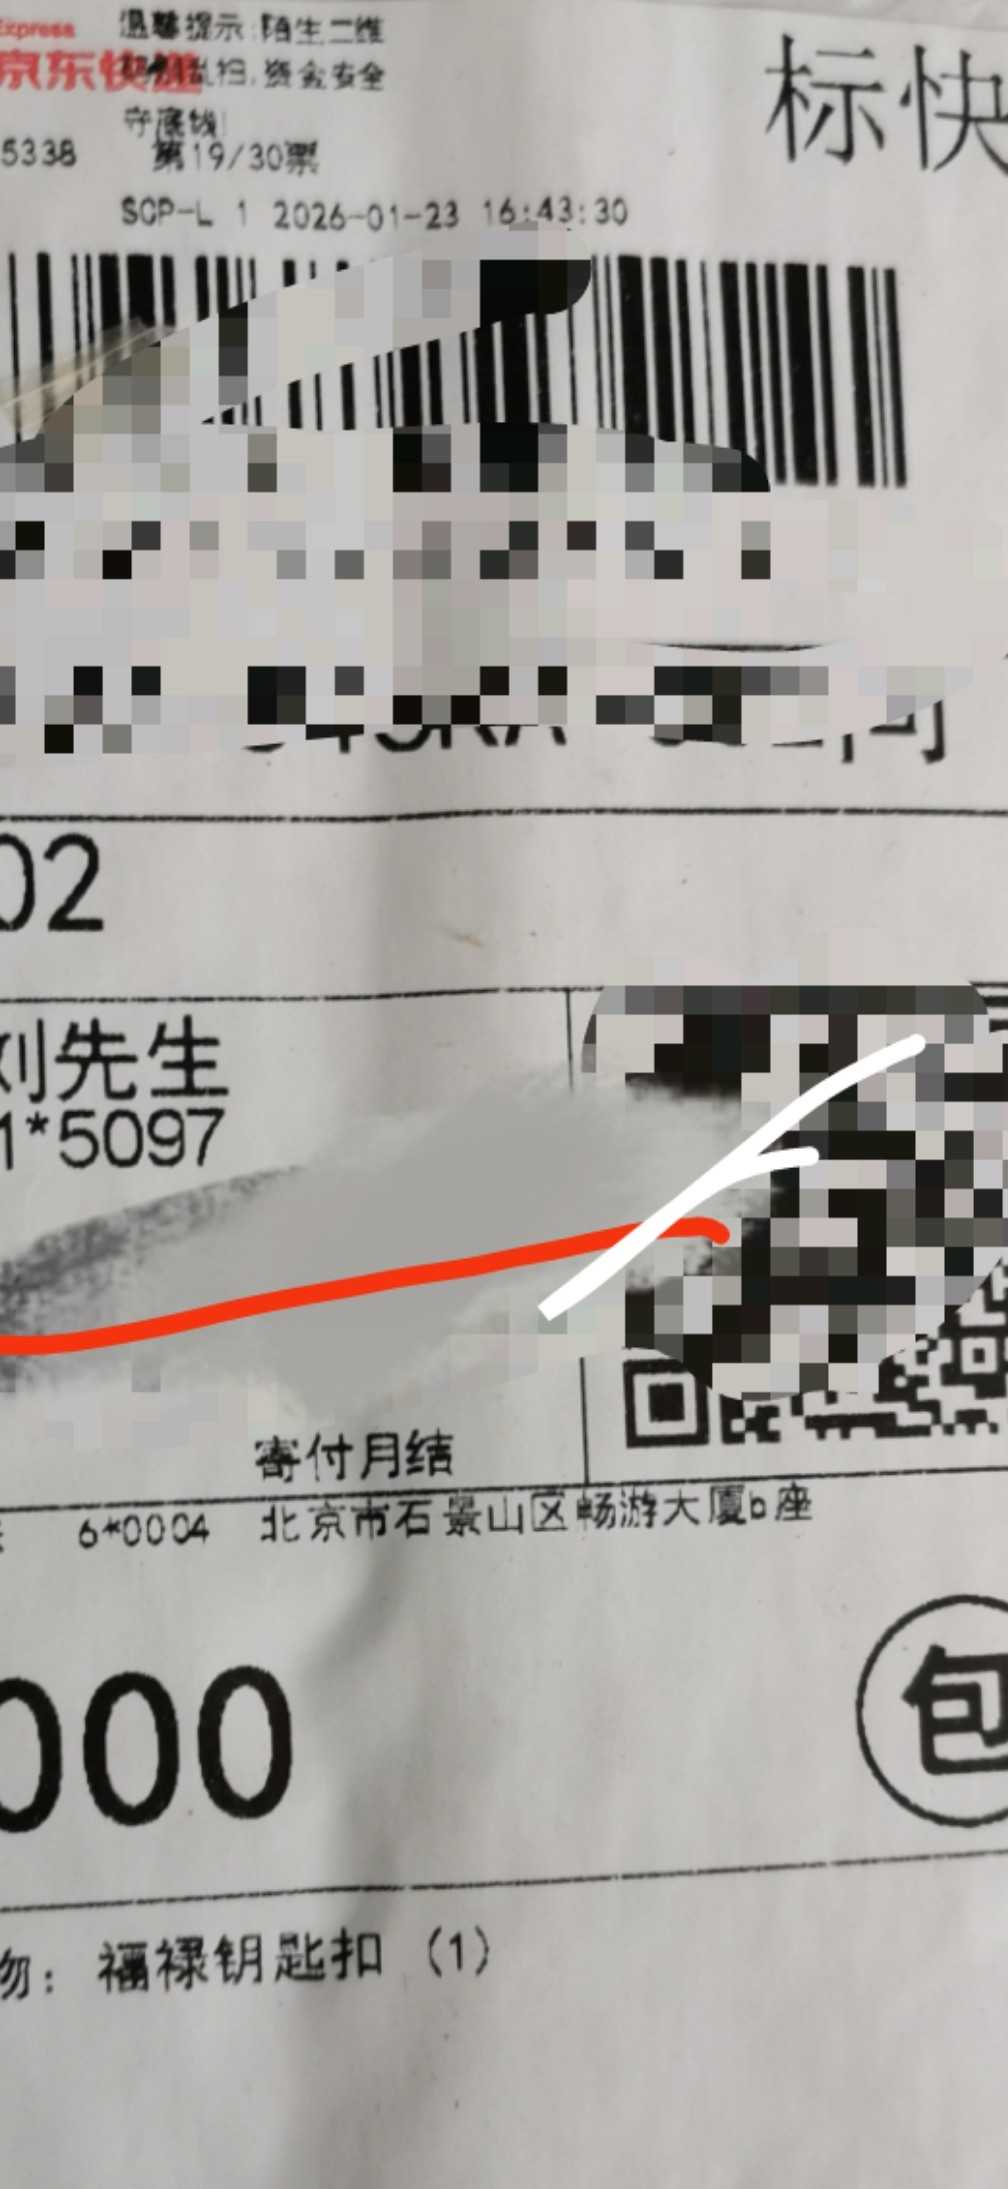 Express
京东快递
温馨提示:陌生二维
扫,资金安全
守底线!
5338 第19/30票
标快
SCP-L 1 2026-01-23 16:43:30
02
刘先生
1*5097
寄付月结
6*0004 北京市石景山区畅游大厦b座
000
包
物: 福禄钥匙扣 (1)